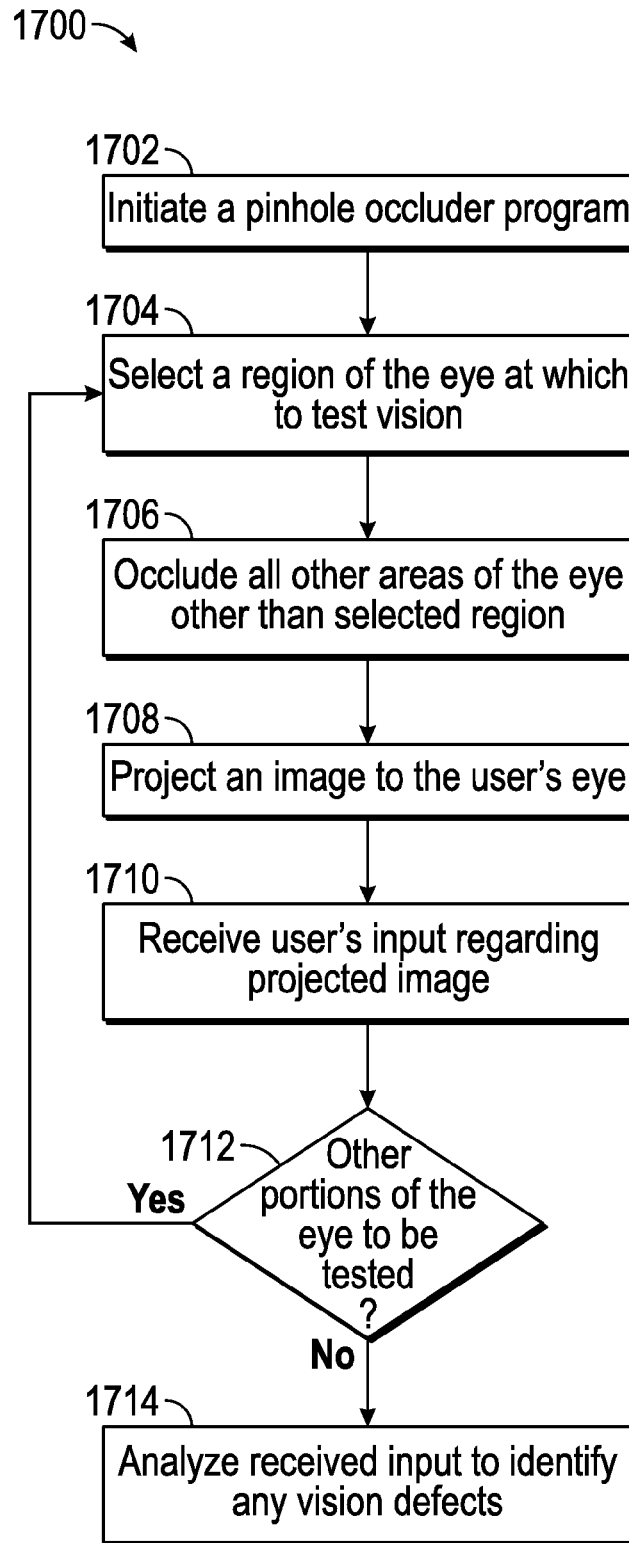 1700
1702
Initiate a pinhole occluder program
1704
Select a region of the eye at which
to test vision
1706
Occlude all other areas of the eye
other than selected region
1708
Project an image to the user's eye
1710
Receive user's input regarding
projected image
1712
Other
portions of the
eye to be
tested
?
Yes
No
1714
Analyze received input to identify
any vision defects